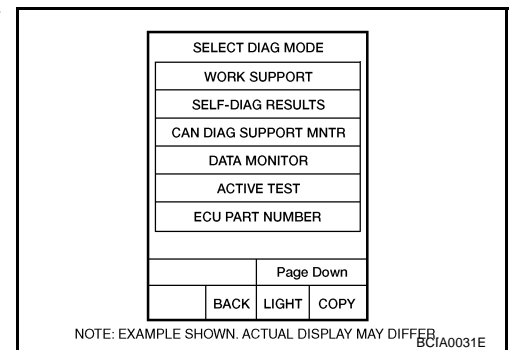 SELECT DIAG MODE
WORK SUPPORT
SELF-DIAG RESULTS
CAN DIAG SUPPORT MNTR
DATA MONITOR
ACTIVE TEST
ECU PART NUMBER
Page Down
BACK LIGHT COPY
NOTE: EXAMPLE SHOWN. ACTUAL DISPLAY MAY DIFFER.
BCIA0031E